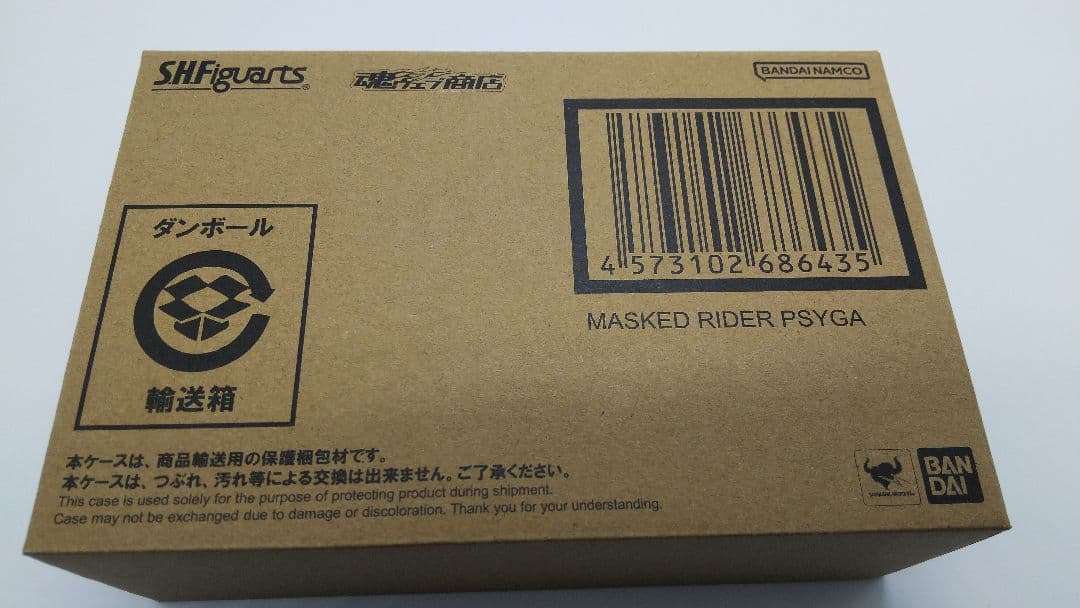 S.H.Figuarts
魂ウェブ商店
BANDAI NAMCO
4 573102 686435
MASKED RIDER PSYGA
ダンボール
輸送箱
本ケースは、商品輸送用の保護梱包材です。
本ケースは、つぶれ、汚れ等による交換は出来ません。ご了承ください。
This case is used solely for the purpose of protecting product during shipment.
Case may not be exchanged due to damage or discoloration. Thank you for your understanding.
BAN
DAI